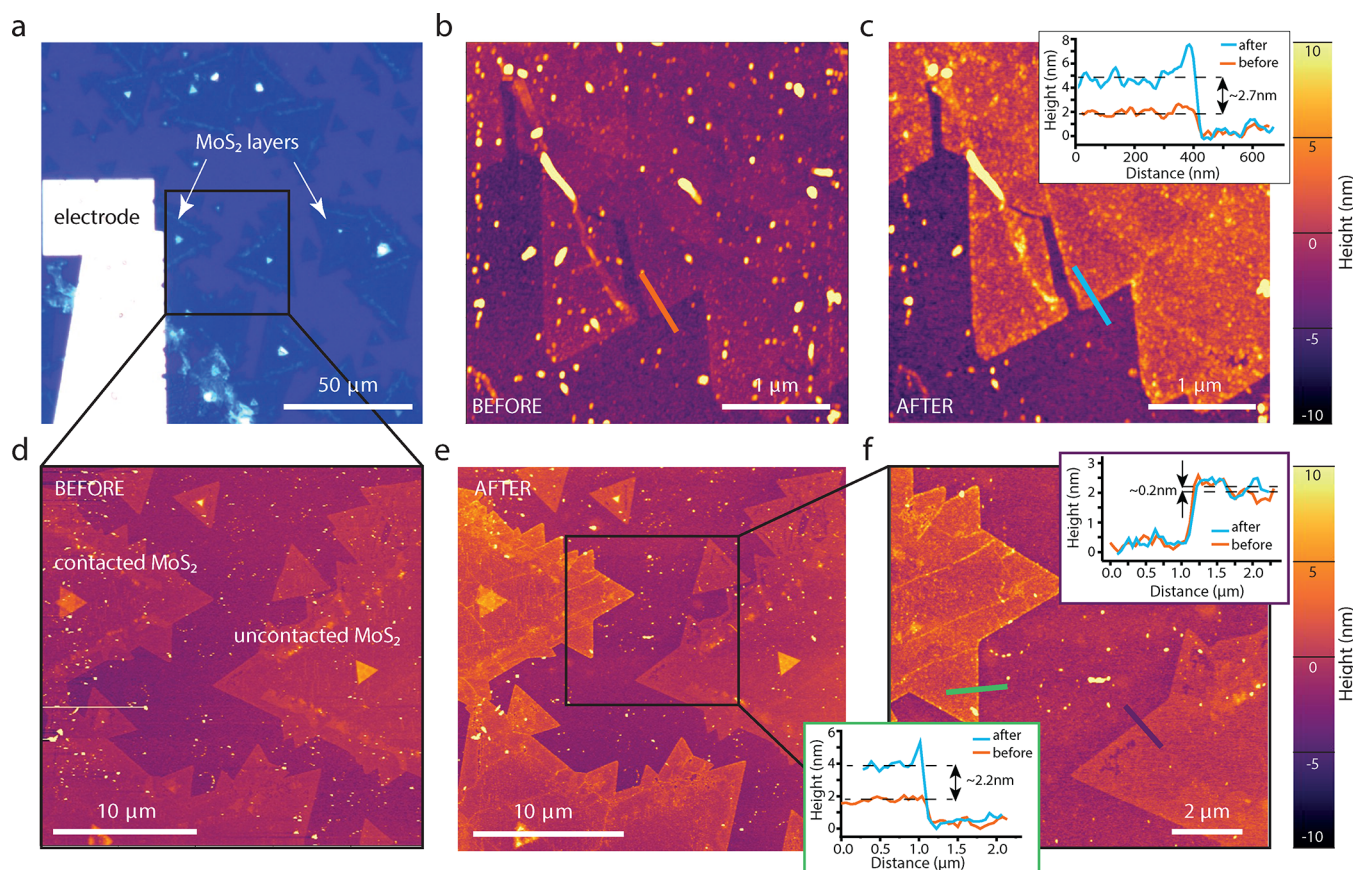 a
MoS₂ layers
electrode
50 µm
b
BEFORE
1 µm
c
AFTER
1 µm
Height (nm)
8
6
4
2
0
after
before
~2.7nm
0
200
400
600
Distance (nm)
10
5
0
-5
-10
Height (nm)
d
BEFORE
contacted MoS₂
uncontacted MoS₂
10 µm
e
AFTER
10 µm
f
Height (nm)
3
2
1
0
~0.2nm
after
before
0.0
0.5
1.0
1.5
2.0
Distance (µm)
2 µm
Height (nm)
6
4
2
0
after
before
~2.2nm
0.0
0.5
1.0
1.5
2.0
Distance (µm)
10
5
0
-5
-10
Height (nm)